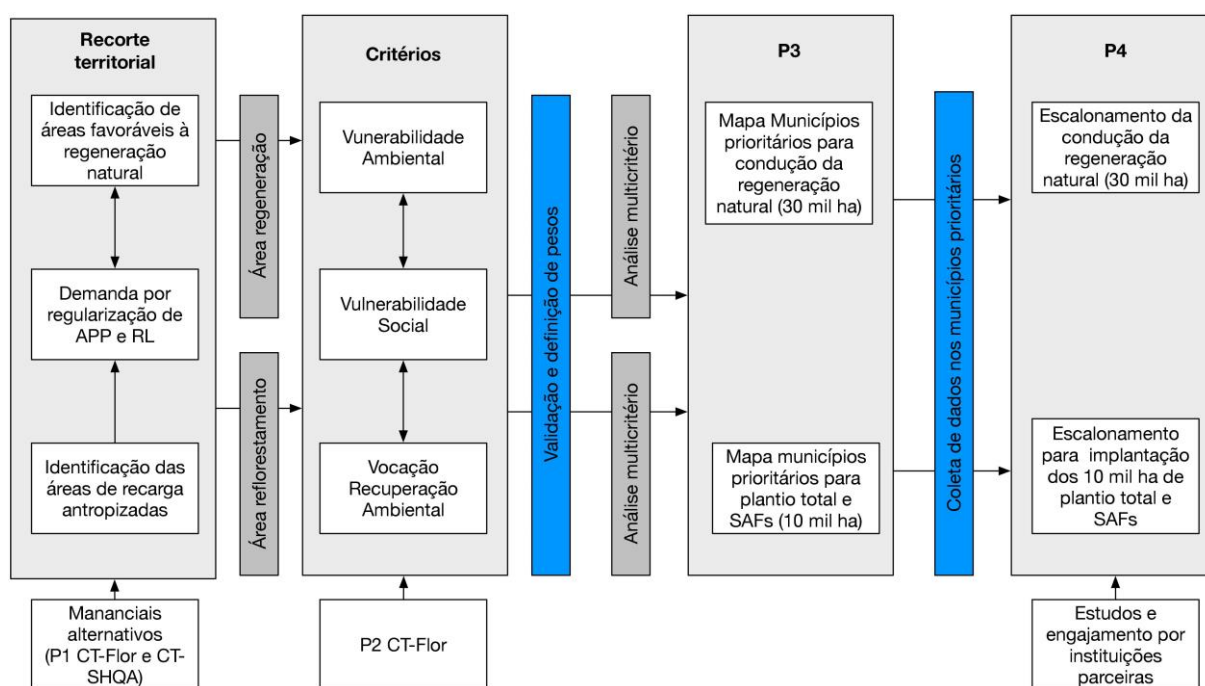 Recorte
territorial
Identificação de
áreas favoráveis à
regeneração
natural
Demanda por
regularização de
APP e RL
Identificação das
áreas de recarga
antropizadas
Mananciais
alternativos
(P1 CT-Flor e CT-
SHQA)
Área regeneração
Área reflorestamento
Critérios
Vunerabilidade
Ambiental
Vulnerabilidade
Social
Vocação
Recuperação
Ambiental
P2 CT-Flor
Validação e definição de pesos
Análise multicritério
Análise multicritério
P3
Mapa Municípios
prioritários para
condução da
regeneração
natural (30 mil ha)
Mapa municípios
prioritários para
plantio total e
SAFs (10 mil ha)
Coleta de dados nos municípios prioritários
P4
Escalonamento da
condução da
regeneração
natural (30 mil ha)
Escalonamento
para implantação
dos 10 mil ha de
plantio total e
SAFs
Estudos e
engajamento por
instituições
parceiras